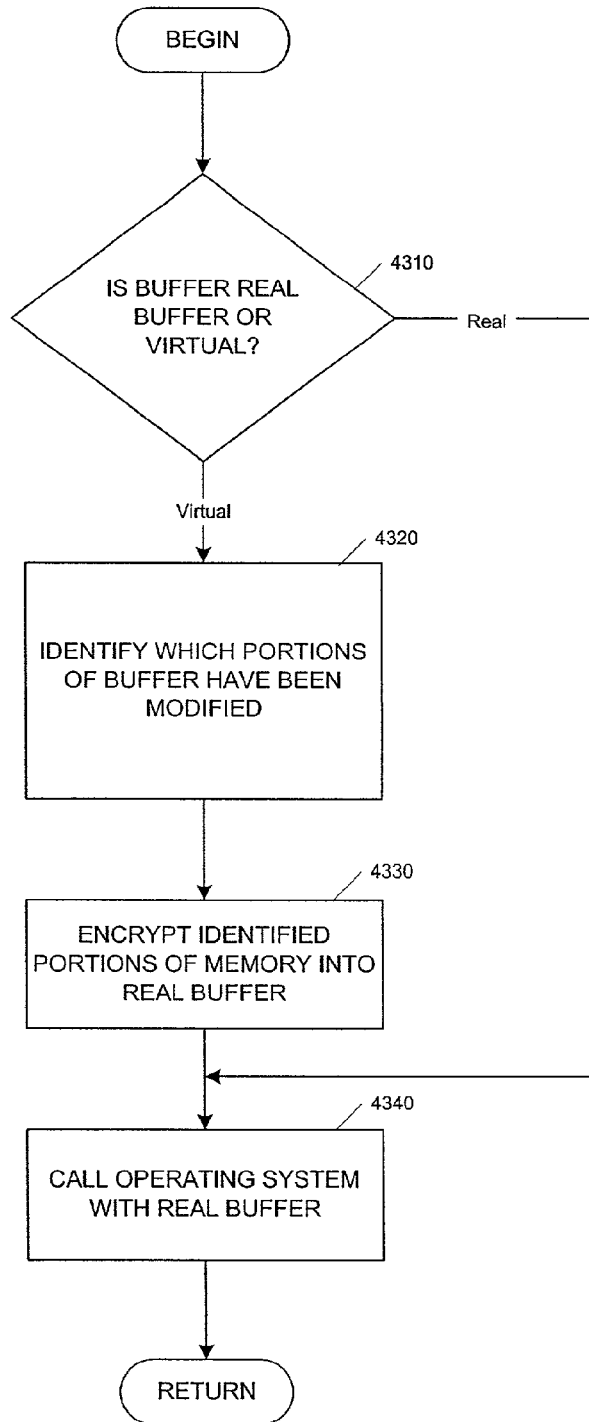 BEGIN
4310
IS BUFFER REAL
BUFFER OR
VIRTUAL?
Real
Virtual
4320
IDENTIFY WHICH PORTIONS
OF BUFFER HAVE BEEN
MODIFIED
4330
ENCRYPT IDENTIFIED
PORTIONS OF MEMORY INTO
REAL BUFFER
4340
CALL OPERATING SYSTEM
WITH REAL BUFFER
RETURN